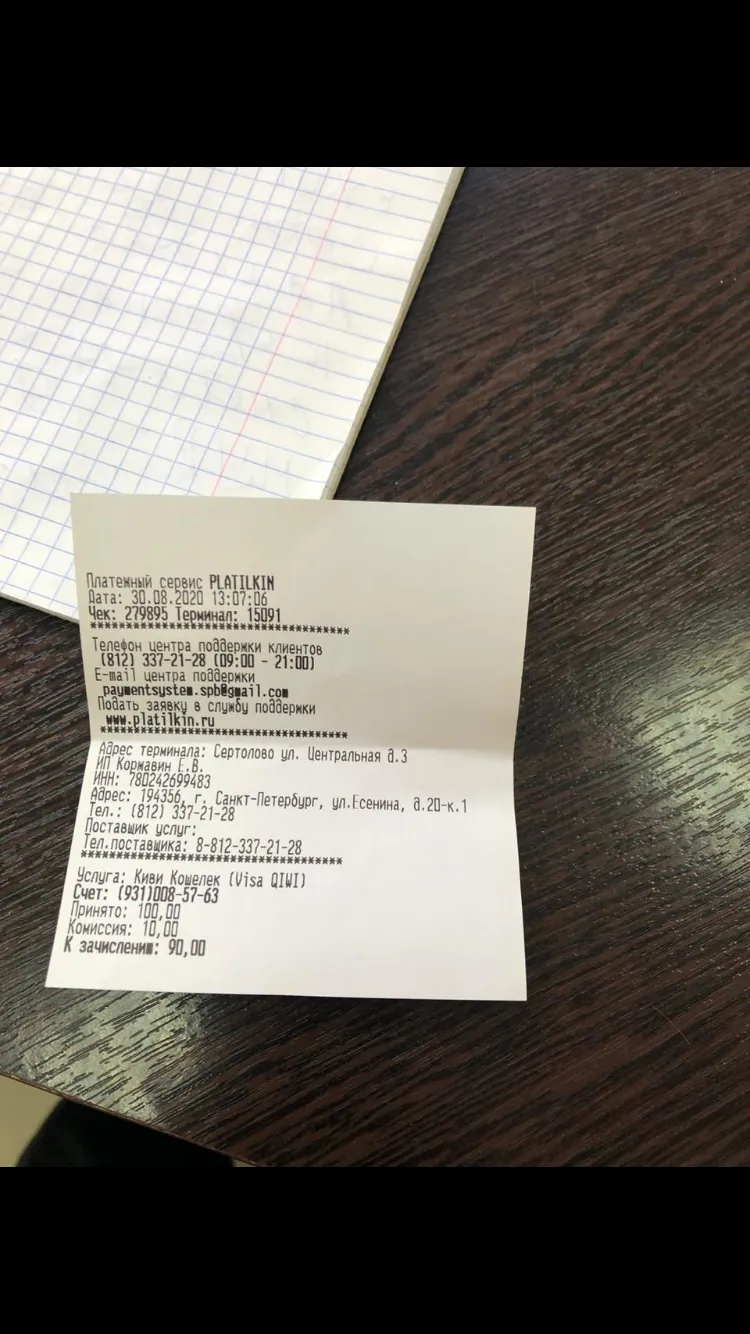 Платежный сервис PLATILKIN
Дата: 30.08.2020 13:07:06
Чек: 279895 Терминал: 15091
**********************************
Телефон центра поддержки клиентов
(812) 337-21-28 (09:00 - 21:00)
E-mail центра поддержки
paymentsystem.spb@gmail.com
Подать заявку в службу поддержки
www.platilkin.ru
**********************************
Адрес терминала: Сертолово ул. Центральная д.3
ИП Коржавин Е.В.
ИНН: 780242699483
Адрес: 194356, г. Санкт-Петербург, ул.Есенина, д.20-к.1
Тел.: (812) 337-21-28
Поставщик услуг:
Тел.поставщика: 8-812-337-21-28
**********************************
Услуга: Киви Кошелек (Visa QIWI)
Счет: (931)008-57-63
Принято: 100,00
Комиссия: 10,00
К зачислению: 90,00